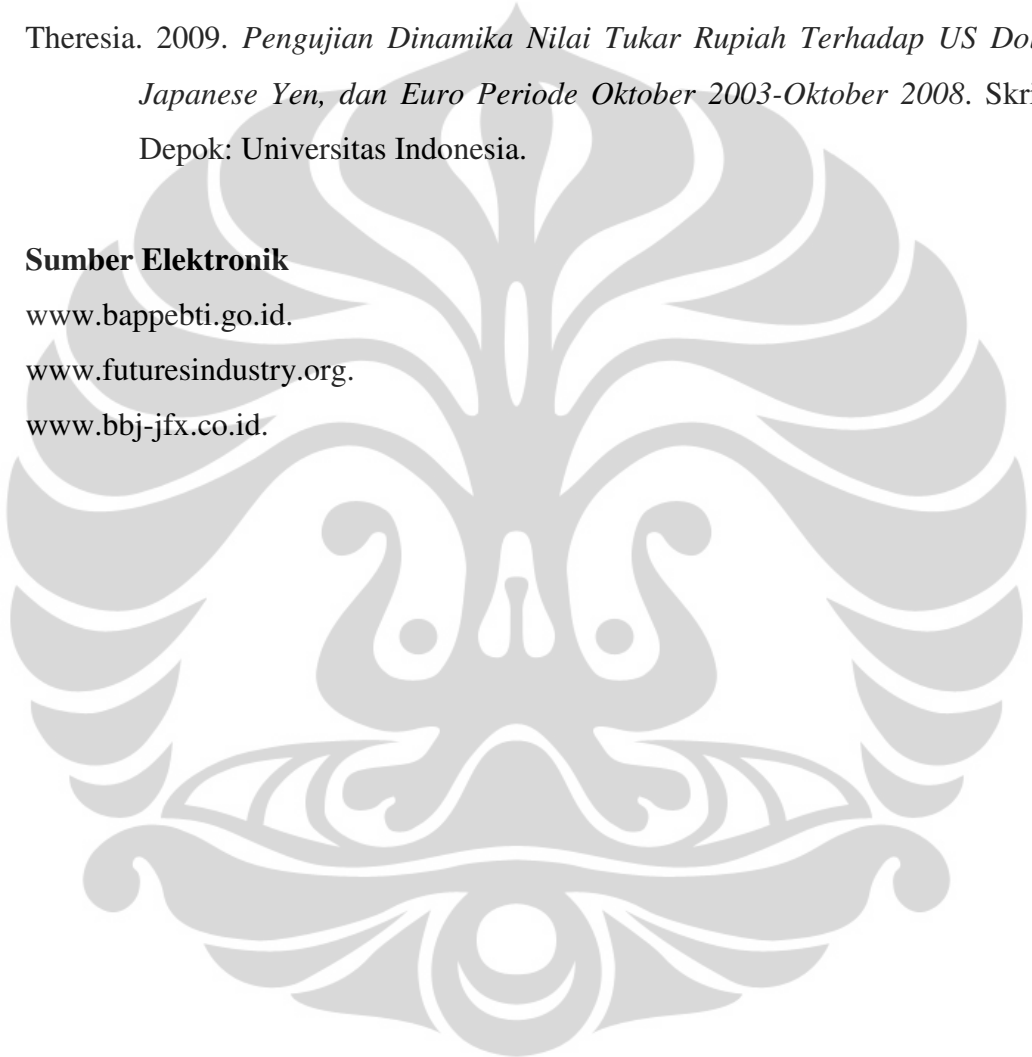 Theresia. 2009. Pengujian Dinamika Nilai Tukar Rupiah Terhadap US
Japanese Yen, dan Euro Periode Oktober 2003-Oktober 2008.
Depok: Universitas Indonesia.
Sumber Elektronik
www.bappebti.go.id.
www.futuresindustry.org.
www.bbj-jfx.co.id.